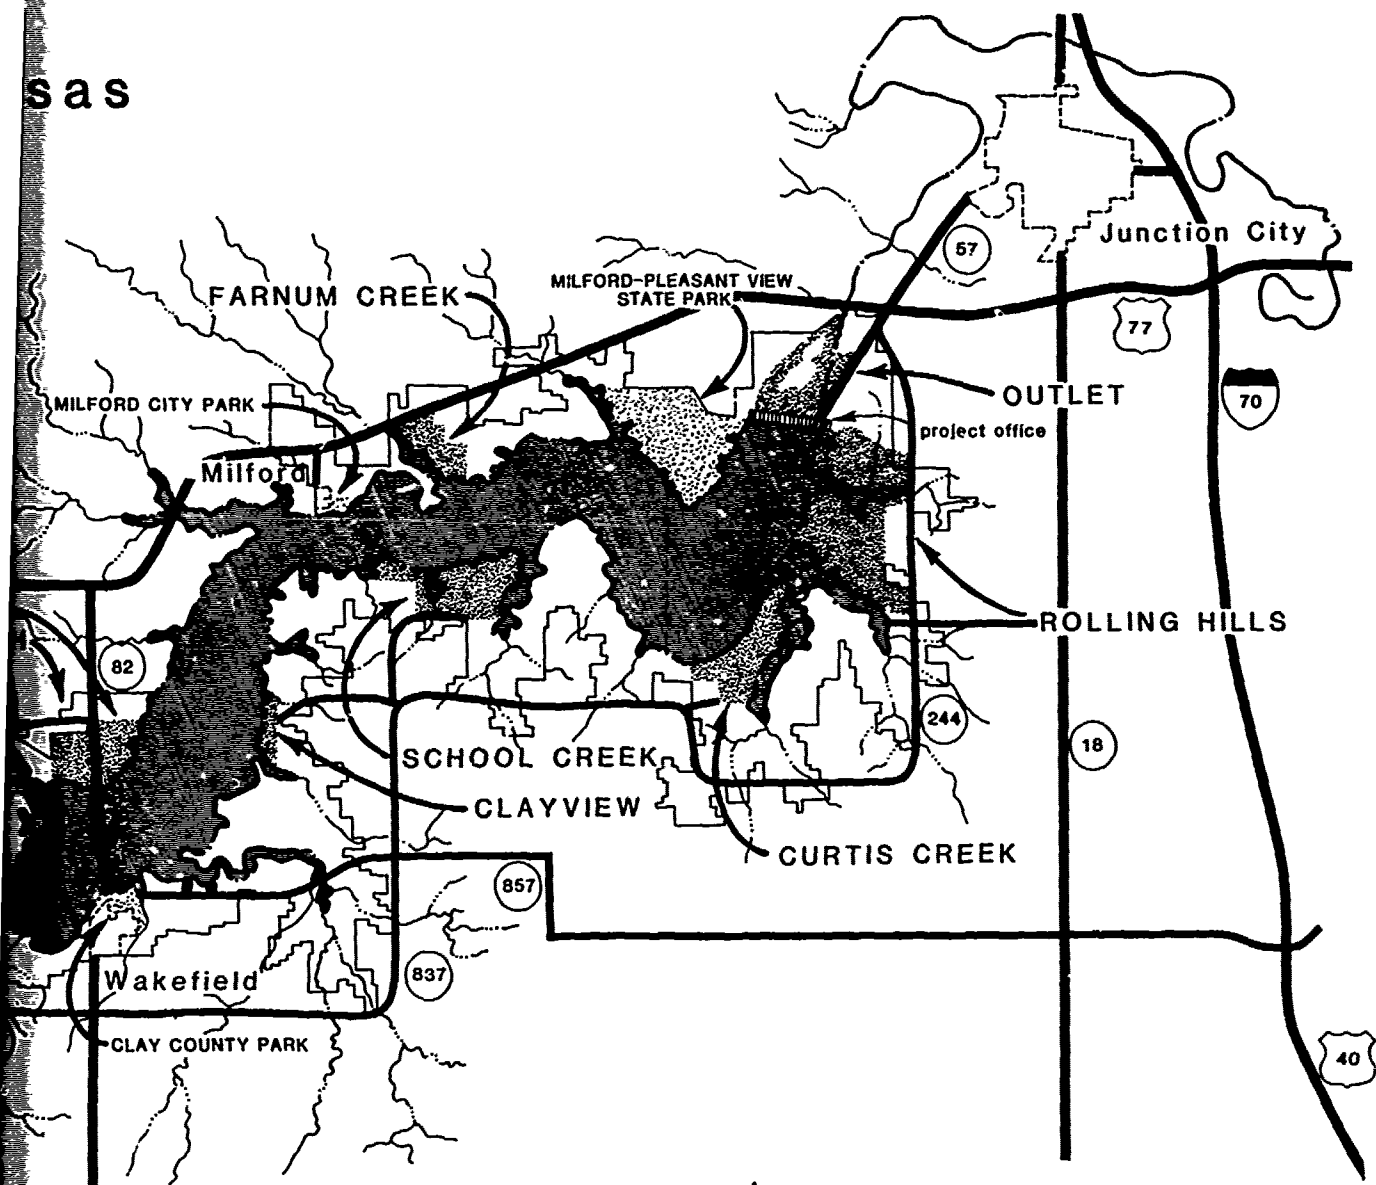 sas
57
Junction City
MILFORD-PLEASANT VIEW
STATE PARK
FARNUM CREEK
77
OUTLET
70
MILFORD CITY PARK
project office
Milford
ROLLING HILLS
82
244
18
SCHOOL CREEK
CLAYVIEW
CURTIS CREEK
857
837
Wakefield
CLAY COUNTY PARK
40